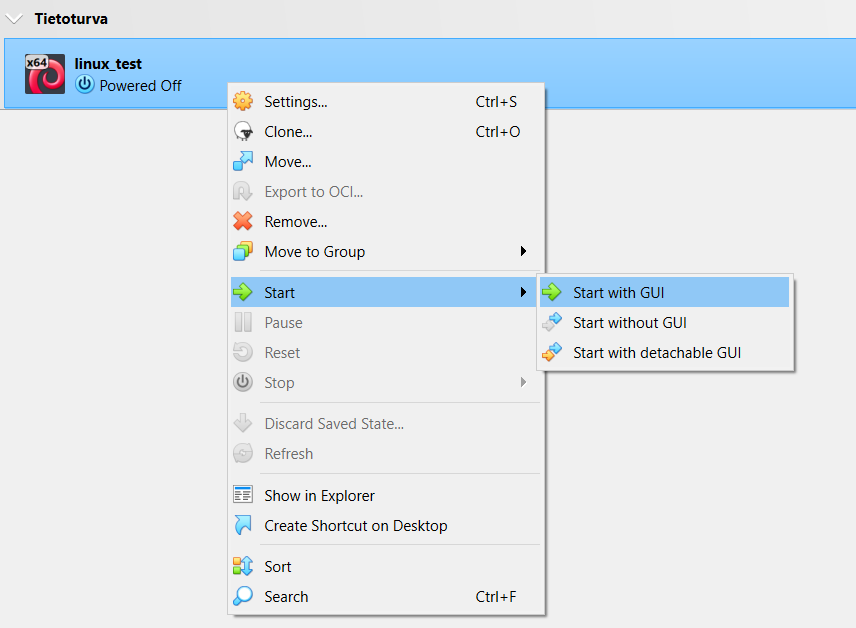 Tietoturva
x64
linux_test
Powered Off
Settings... Ctrl+S
Clone... Ctrl+O
Move...
Export to OCI...
Remove...
Move to Group
Start
Start with GUI
Pause
Start without GUI
Reset
Start with detachable GUI
Stop
Discard Saved State...
Refresh
Show in Explorer
Create Shortcut on Desktop
Sort
Search Ctrl+F